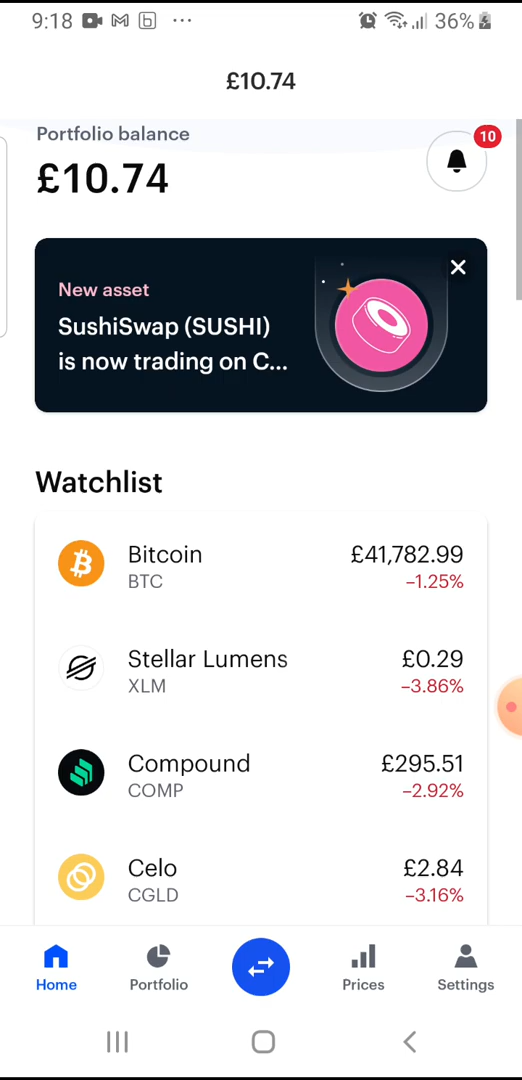 9:18 ... 36%
£10.74
Portfolio balance
£10.74
10
New asset
SushiSwap (SUSHI)
is now trading on C...
Watchlist
Bitcoin £41,782.99
BTC −1.25%
Stellar Lumens £0.29
XLM −3.86%
Compound £295.51
COMP −2.92%
Celo £2.84
CGLD −3.16%
Home Portfolio Prices Settings